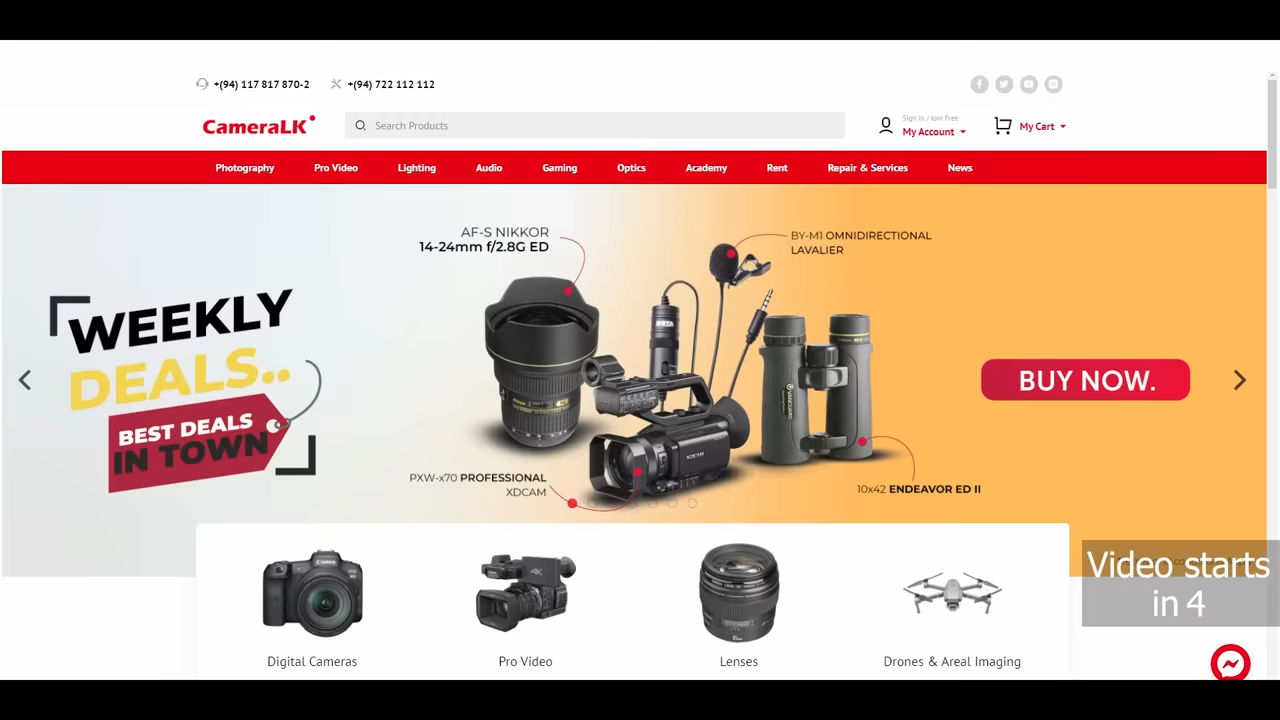 +(94) 117 817 870-2
+(94) 722 112 112
CameraLK
Search Products
Sign In / Join Free
My Account
My Cart
Photography
Pro Video
Lighting
Audio
Gaming
Optics
Academy
Rent
Repair & Services
News
AF-S NIKKOR
14-24mm f/2.8G ED
BY-M1 OMNIDIRECTIONAL
LAVALIER
WEEKLY
DEALS..
BEST DEALS
IN TOWN
BUY NOW.
PXW-x70 PROFESSIONAL
XDCAM
10x42 ENDEAVOR ED II
Video starts
in 4
Digital Cameras
Pro Video
Lenses
Drones & Areal Imaging